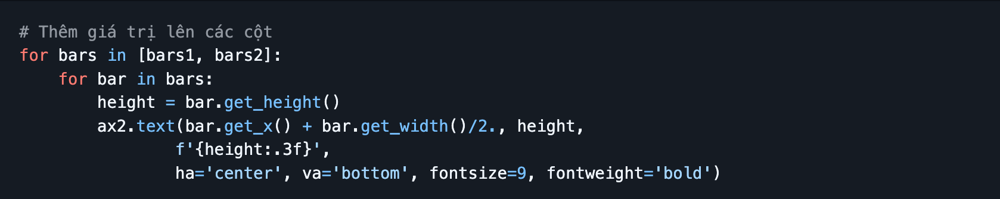 # Thêm giá trị lên các cột
for bars in [bars1, bars2]:
    for bar in bars:
        height = bar.get_height()
        ax2.text(bar.get_x() + bar.get_width()/2., height,
                f'{height:.3f}',
                ha='center', va='bottom', fontsize=9, fontweight='bold')